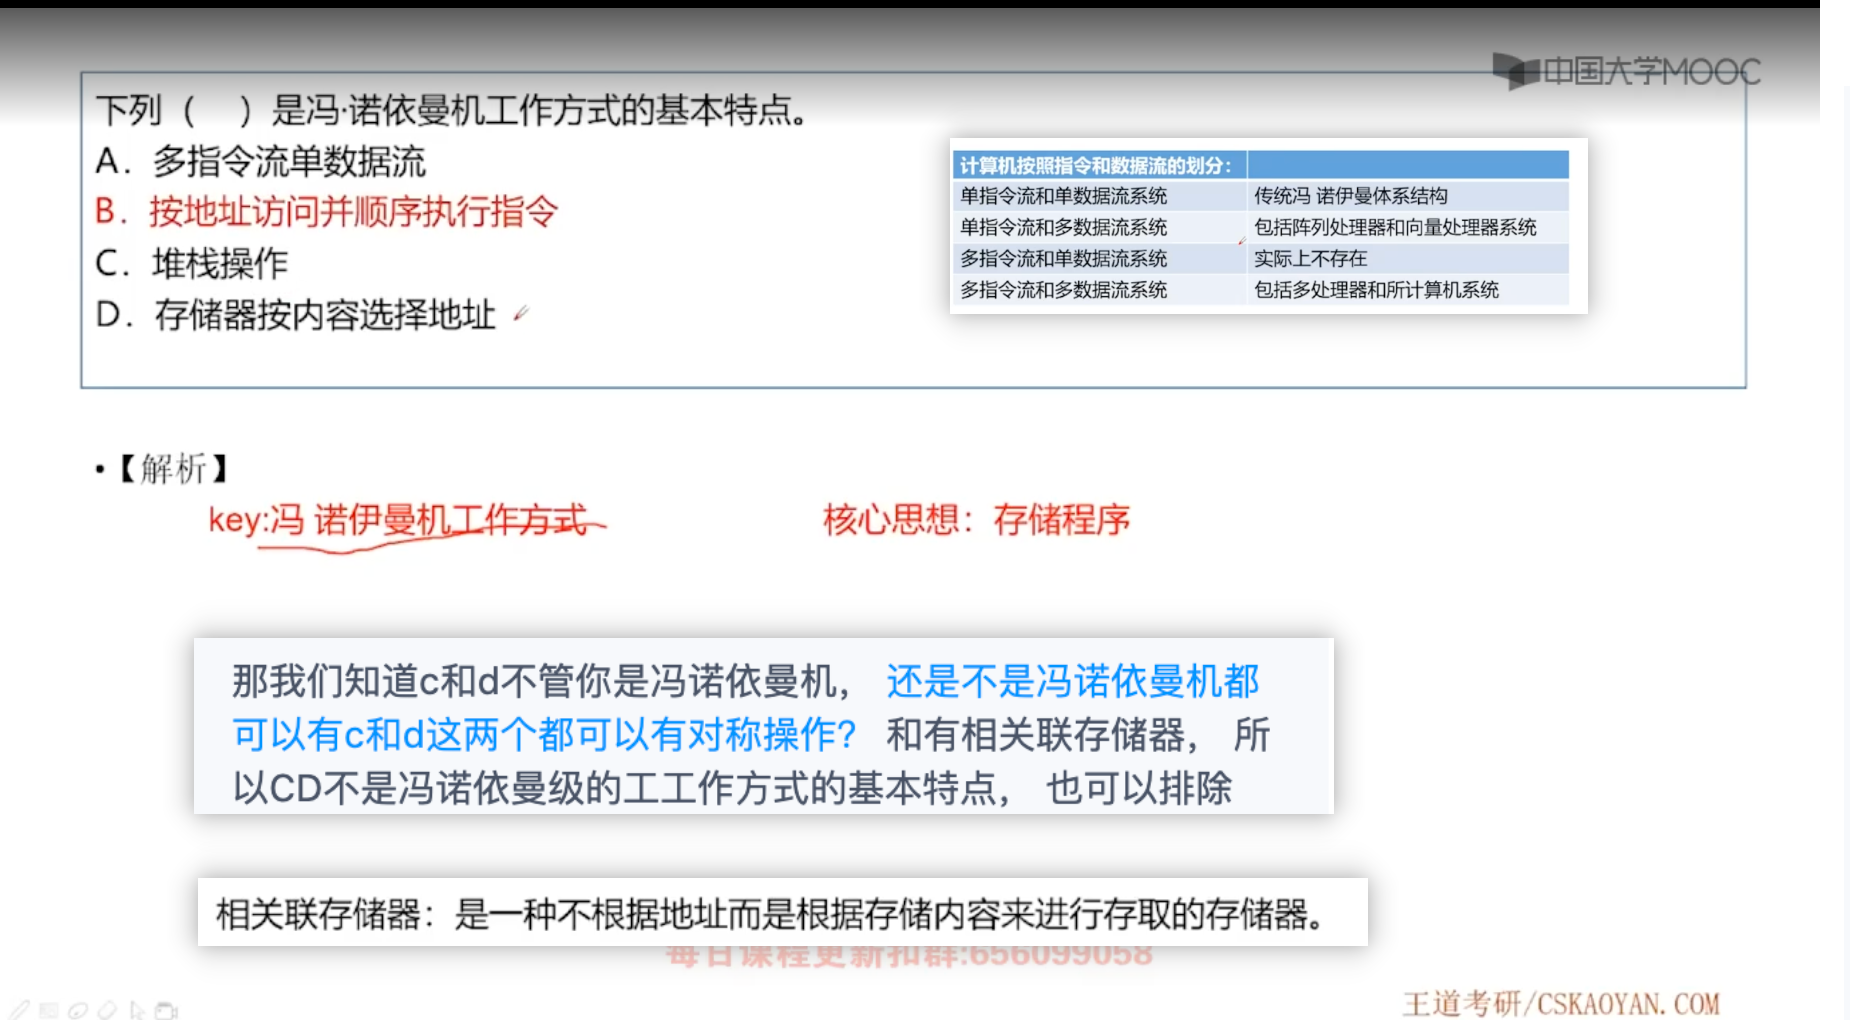 中国大学MOOC
下列（ ）是冯·诺依曼机工作方式的基本特点。
A. 多指令流单数据流
B. 按地址访问并顺序执行指令
C. 堆栈操作
D. 存储器按内容选择地址
计算机按照指令和数据流的划分：
单指令流和单数据流系统 传统冯 诺伊曼体系结构
单指令流和多数据流系统 包括阵列处理器和向量处理器系统
多指令流和单数据流系统 实际上不存在
多指令流和多数据流系统 包括多处理器和所计算机系统
•【解析】
key:冯 诺伊曼机工作方式 核心思想：存储程序
那我们知道c和d不管你是冯诺依曼机， 还是不是冯诺依曼机都
可以有c和d这两个都可以有对称操作? 和有相关联存储器， 所
以CD不是冯诺依曼级的工工作方式的基本特点， 也可以排除
相关联存储器：是一种不根据地址而是根据存储内容来进行存取的存储器。
每日课程更新扣群:656099058
王道考研/CSKAOYAN.COM